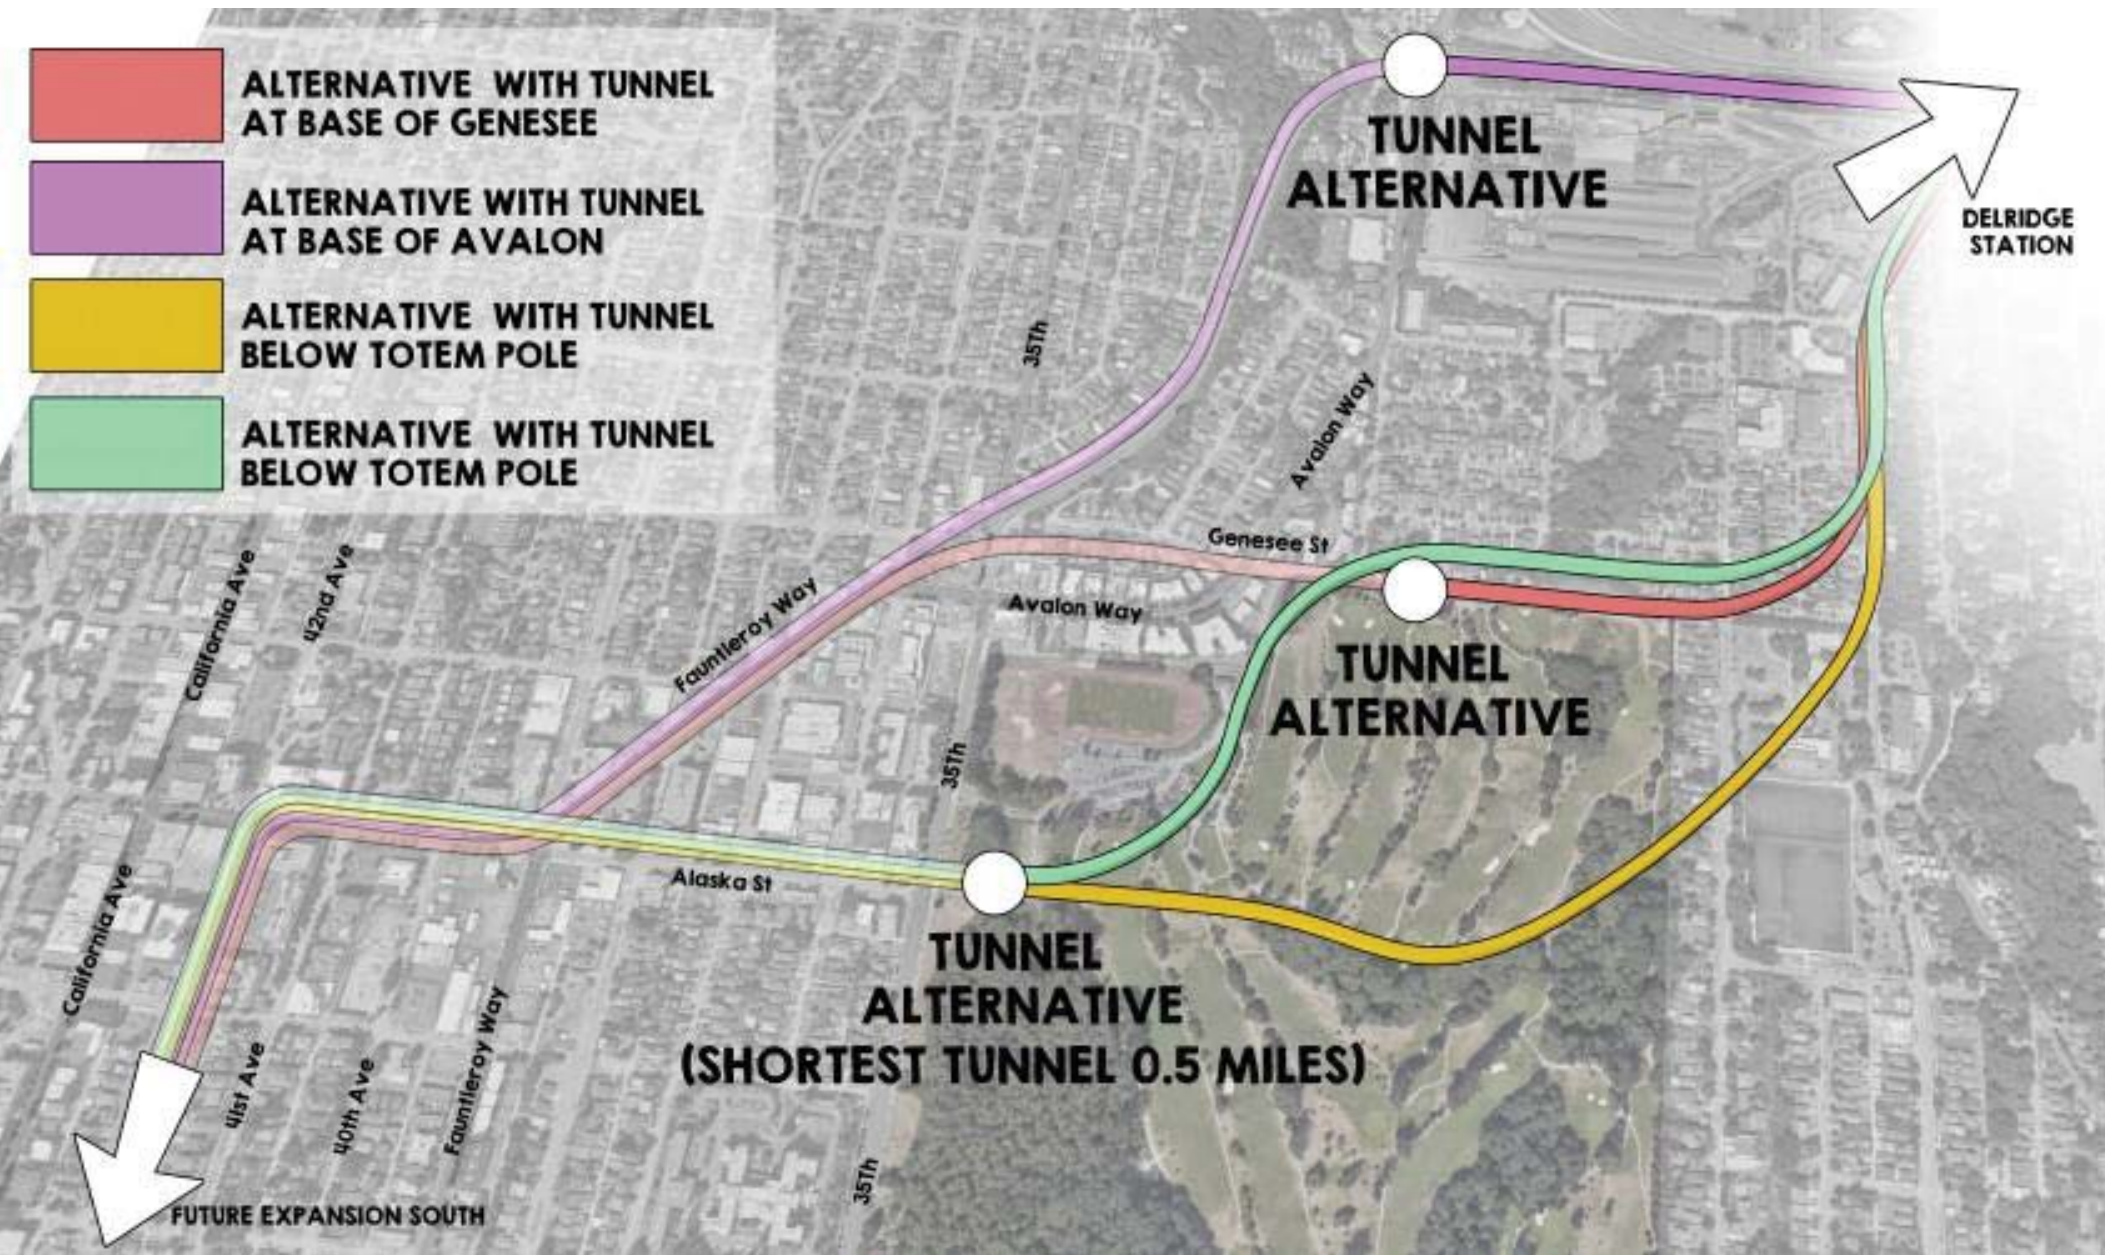 ALTERNATIVE WITH TUNNEL
AT BASE OF GENESEE
ALTERNATIVE WITH TUNNEL
AT BASE OF AVALON
ALTERNATIVE WITH TUNNEL
BELOW TOTEM POLE
ALTERNATIVE WITH TUNNEL
BELOW TOTEM POLE
TUNNEL
ALTERNATIVE
DELRIDGE
STATION
35Th
Avalon Way
Genesee St
Avalon Way
Fauntleroy Way
California Ave
42nd Ave
TUNNEL
ALTERNATIVE
35Th
Alaska St
California Ave
TUNNEL
ALTERNATIVE
(SHORTEST TUNNEL 0.5 MILES)
41st Ave
40th Ave
Fauntleroy Way
35Th
FUTURE EXPANSION SOUTH